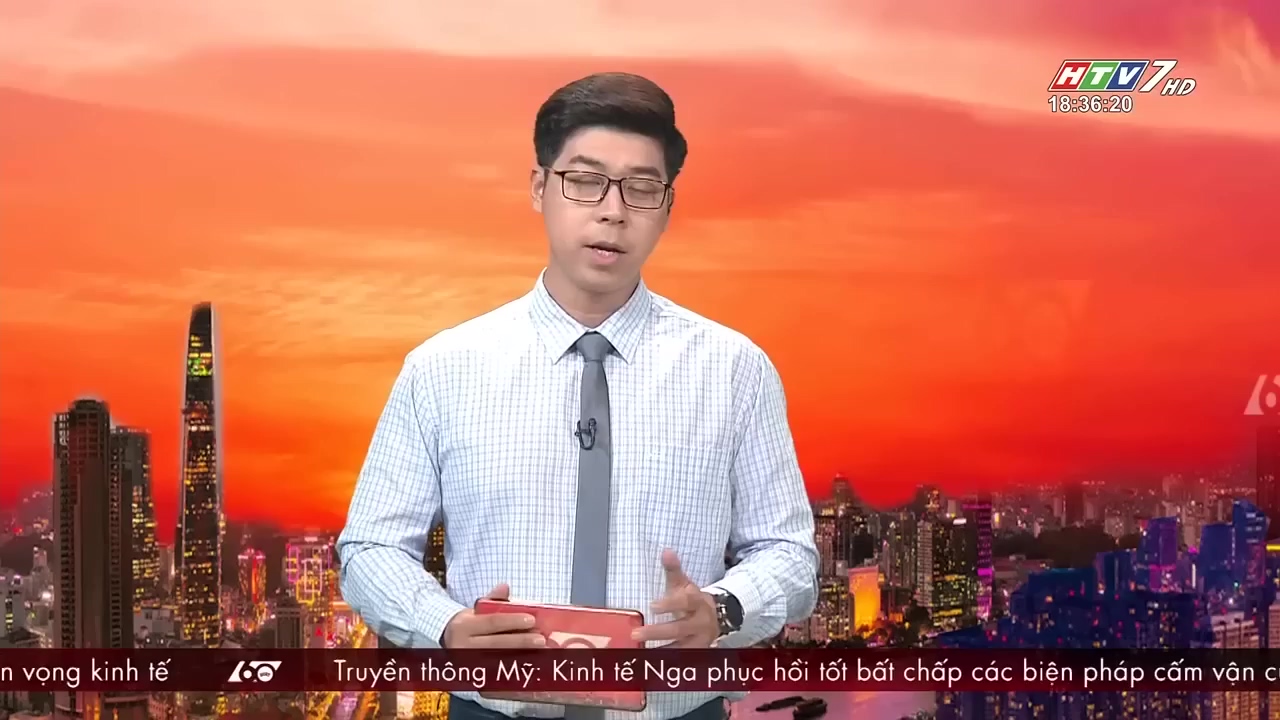 HTV7 HD
18:36:20
n vọng kinh tế 60 Truyền thông Mỹ: Kinh tế Nga phục hồi tốt bất chấp các biện pháp cấm vận c